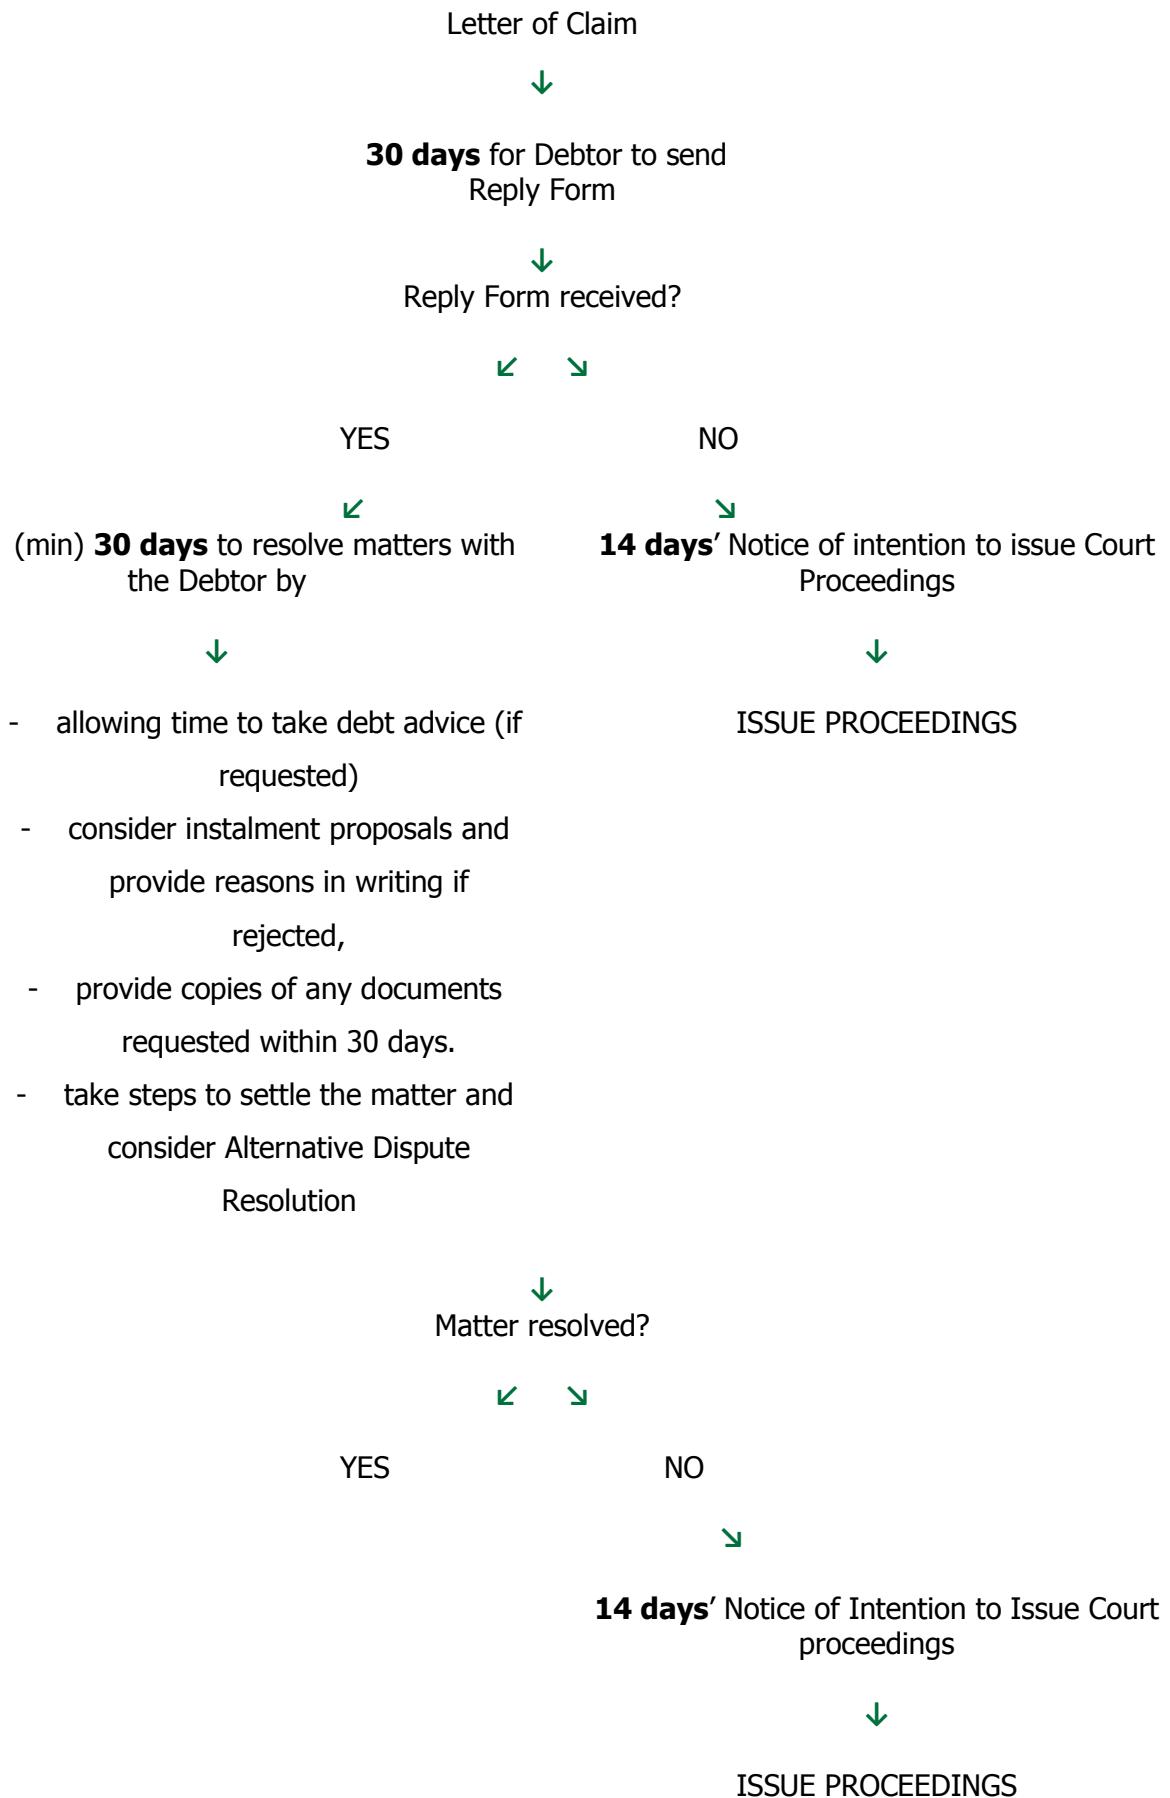 Letter of Claim
↓
30 days for Debtor to send
Reply Form
↓
Reply Form received?
↙ ↘
YES NO
↙ ↘
(min) 30 days to resolve matters with
the Debtor by
14 days’ Notice of intention to issue Court
Proceedings
↓ ↓
- allowing time to take debt advice (if
requested)
- consider instalment proposals and
provide reasons in writing if
rejected,
- provide copies of any documents
requested within 30 days.
- take steps to settle the matter and
consider Alternative Dispute
Resolution
ISSUE PROCEEDINGS
↓
Matter resolved?
↙ ↘
YES NO
↘
14 days’ Notice of Intention to Issue Court
proceedings
↓
ISSUE PROCEEDINGS